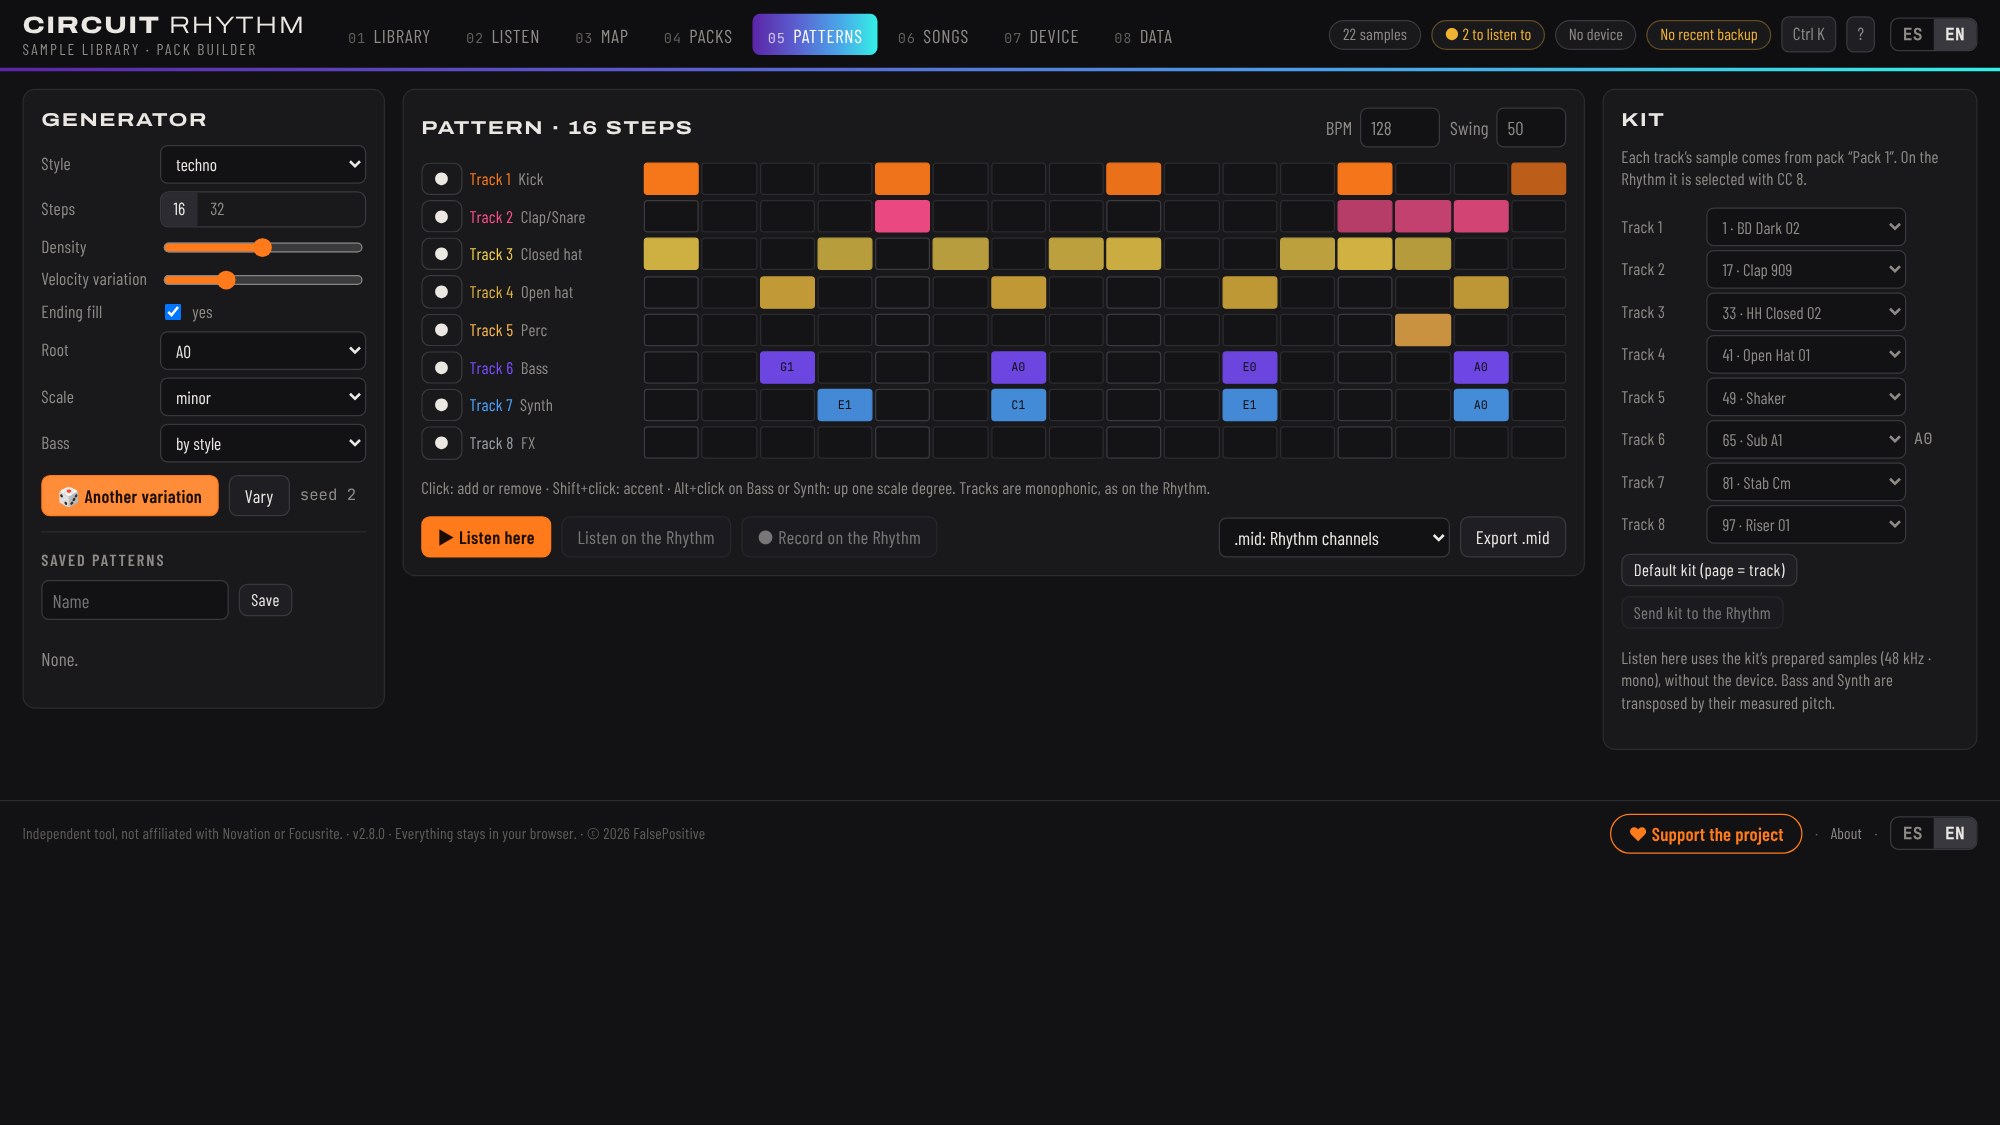 CIRCUIT RHYTHM
SAMPLE LIBRARY · PACK BUILDER
01 LIBRARY
02 LISTEN
03 MAP
04 PACKS
05 PATTERNS
06 SONGS
07 DEVICE
08 DATA
22 samples
2 to listen to
No device
No recent backup
Ctrl K
?
ES EN
GENERATOR
Style techno
Steps 16 32
Density
Velocity variation
Ending fill yes
Root A0
Scale minor
Bass by style
🎲 Another variation
Vary
seed 2
SAVED PATTERNS
Name
Save
None.
PATTERN · 16 STEPS
BPM 128
Swing 50
Track 1 Kick
Track 2 Clap/Snare
Track 3 Closed hat
Track 4 Open hat
Track 5 Perc
Track 6 Bass G1 A0 E0 A0
Track 7 Synth E1 C1 E1 A0
Track 8 FX
Click: add or remove · Shift+click: accent · Alt+click on Bass or Synth: up one scale degree. Tracks are monophonic, as on the Rhythm.
▶ Listen here
Listen on the Rhythm
● Record on the Rhythm
.mid: Rhythm channels
Export .mid
KIT
Each track's sample comes from pack “Pack 1”. On the
Rhythm it is selected with CC 8.
Track 1 1 · BD Dark 02
Track 2 17 · Clap 909
Track 3 33 · HH Closed 02
Track 4 41 · Open Hat 01
Track 5 49 · Shaker
Track 6 65 · Sub A1 A0
Track 7 81 · Stab Cm
Track 8 97 · Riser 01
Default kit (page = track)
Send kit to the Rhythm
Listen here uses the kit's prepared samples (48 kHz ·
mono), without the device. Bass and Synth are
transposed by their measured pitch.
Independent tool, not affiliated with Novation or Focusrite. · v2.8.0 · Everything stays in your browser. · © 2026 FalsePositive
♥ Support the project
· About ·
ES EN